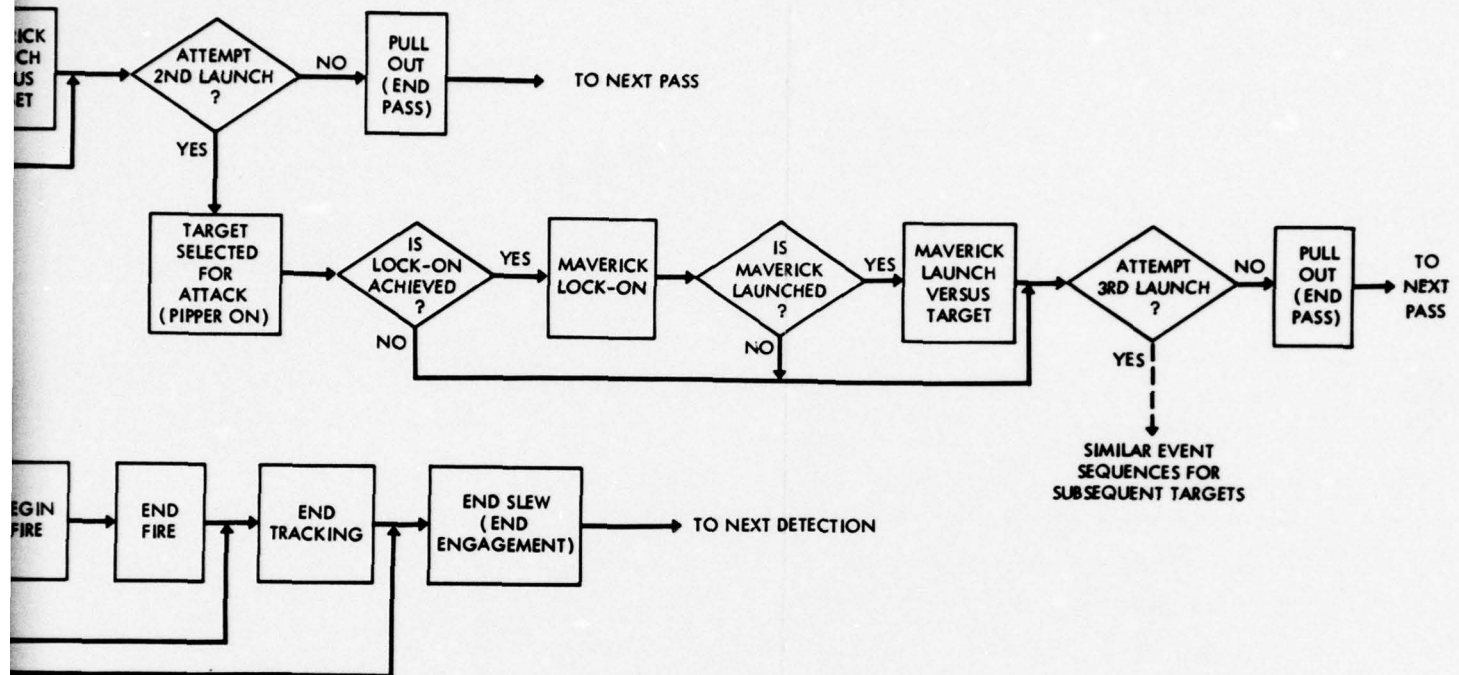 ATTEMPT
2ND LAUNCH
?
NO
PULL
OUT
(END
PASS)
TO NEXT PASS
YES
TARGET
SELECTED
FOR
ATTACK
(PIPPER ON)
IS
LOCK-ON
ACHIEVED
?
YES
NO
MAVERICK
LOCK-ON
IS
MAVERICK
LAUNCHED
?
YES
NO
MAVERICK
LAUNCH
VERSUS
TARGET
ATTEMPT
3RD LAUNCH
?
NO
YES
PULL
OUT
(END
PASS)
TO
NEXT
PASS
SIMILAR EVENT
SEQUENCES FOR
SUBSEQUENT TARGETS
EGIN
FIRE
END
FIRE
END
TRACKING
END SLEW
(END
ENGAGEMENT)
TO NEXT DETECTION